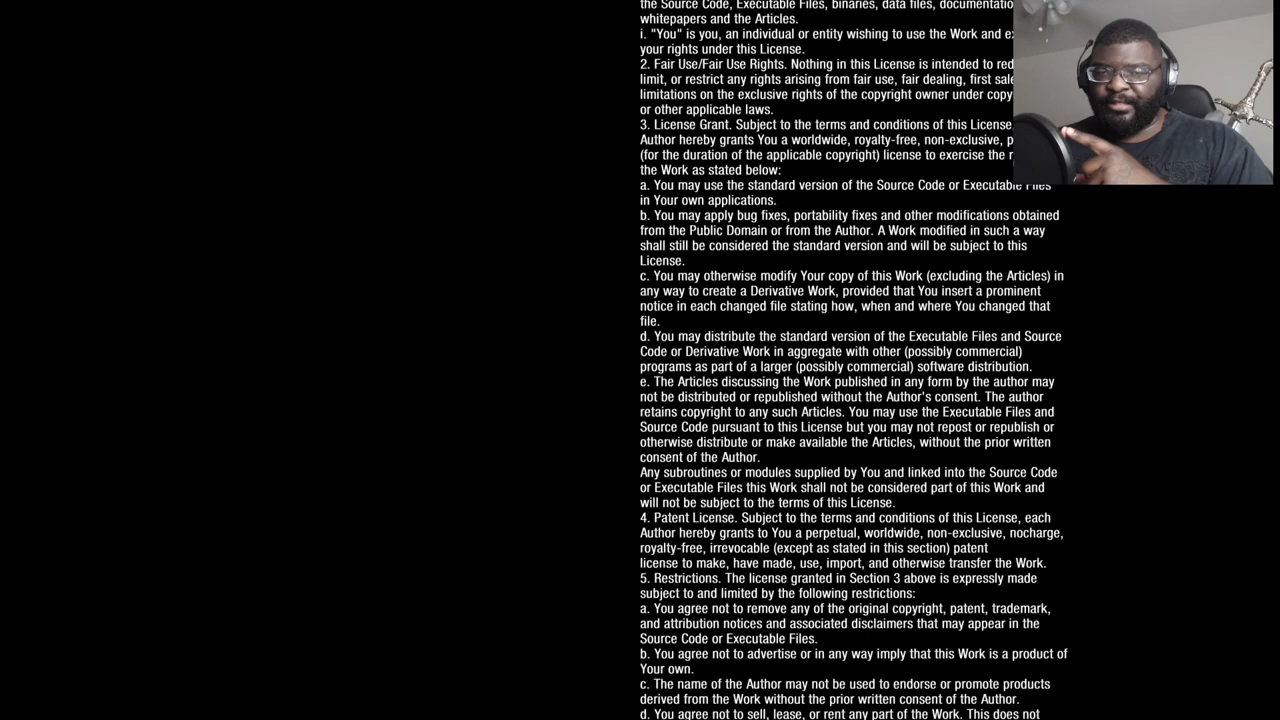 the Source Code, Executable Files, binaries, data files, documentatio
whitepapers and the Articles.
i. "You" is you, an individual or entity wishing to use the Work and ex
your rights under this License.
2. Fair Use/Fair Use Rights. Nothing in this License is intended to red
limit, or restrict any rights arising from fair use, fair dealing, first sale
limitations on the exclusive rights of the copyright owner under copy
or other applicable laws.
3. License Grant. Subject to the terms and conditions of this License
Author hereby grants You a worldwide, royalty-free, non-exclusive, p
(for the duration of the applicable copyright) license to exercise the r
the Work as stated below:
a. You may use the standard version of the Source Code or Executable Files
in Your own applications.
b. You may apply bug fixes, portability fixes and other modifications obtained
from the Public Domain or from the Author. A Work modified in such a way
shall still be considered the standard version and will be subject to this
License.
c. You may otherwise modify Your copy of this Work (excluding the Articles) in
any way to create a Derivative Work, provided that You insert a prominent
notice in each changed file stating how, when and where You changed that
file.
d. You may distribute the standard version of the Executable Files and Source
Code or Derivative Work in aggregate with other (possibly commercial)
programs as part of a larger (possibly commercial) software distribution.
e. The Articles discussing the Work published in any form by the author may
not be distributed or republished without the Author's consent. The author
retains copyright to any such Articles. You may use the Executable Files and
Source Code pursuant to this License but you may not repost or republish or
otherwise distribute or make available the Articles, without the prior written
consent of the Author.
Any subroutines or modules supplied by You and linked into the Source Code
or Executable Files this Work shall not be considered part of this Work and
will not be subject to the terms of this License.
4. Patent License. Subject to the terms and conditions of this License, each
Author hereby grants to You a perpetual, worldwide, non-exclusive, nocharge,
royalty-free, irrevocable (except as stated in this section) patent
license to make, have made, use, import, and otherwise transfer the Work.
5. Restrictions. The license granted in Section 3 above is expressly made
subject to and limited by the following restrictions:
a. You agree not to remove any of the original copyright, patent, trademark,
and attribution notices and associated disclaimers that may appear in the
Source Code or Executable Files.
b. You agree not to advertise or in any way imply that this Work is a product of
Your own.
c. The name of the Author may not be used to endorse or promote products
derived from the Work without the prior written consent of the Author.
d. You agree not to sell, lease, or rent any part of the Work. This does not